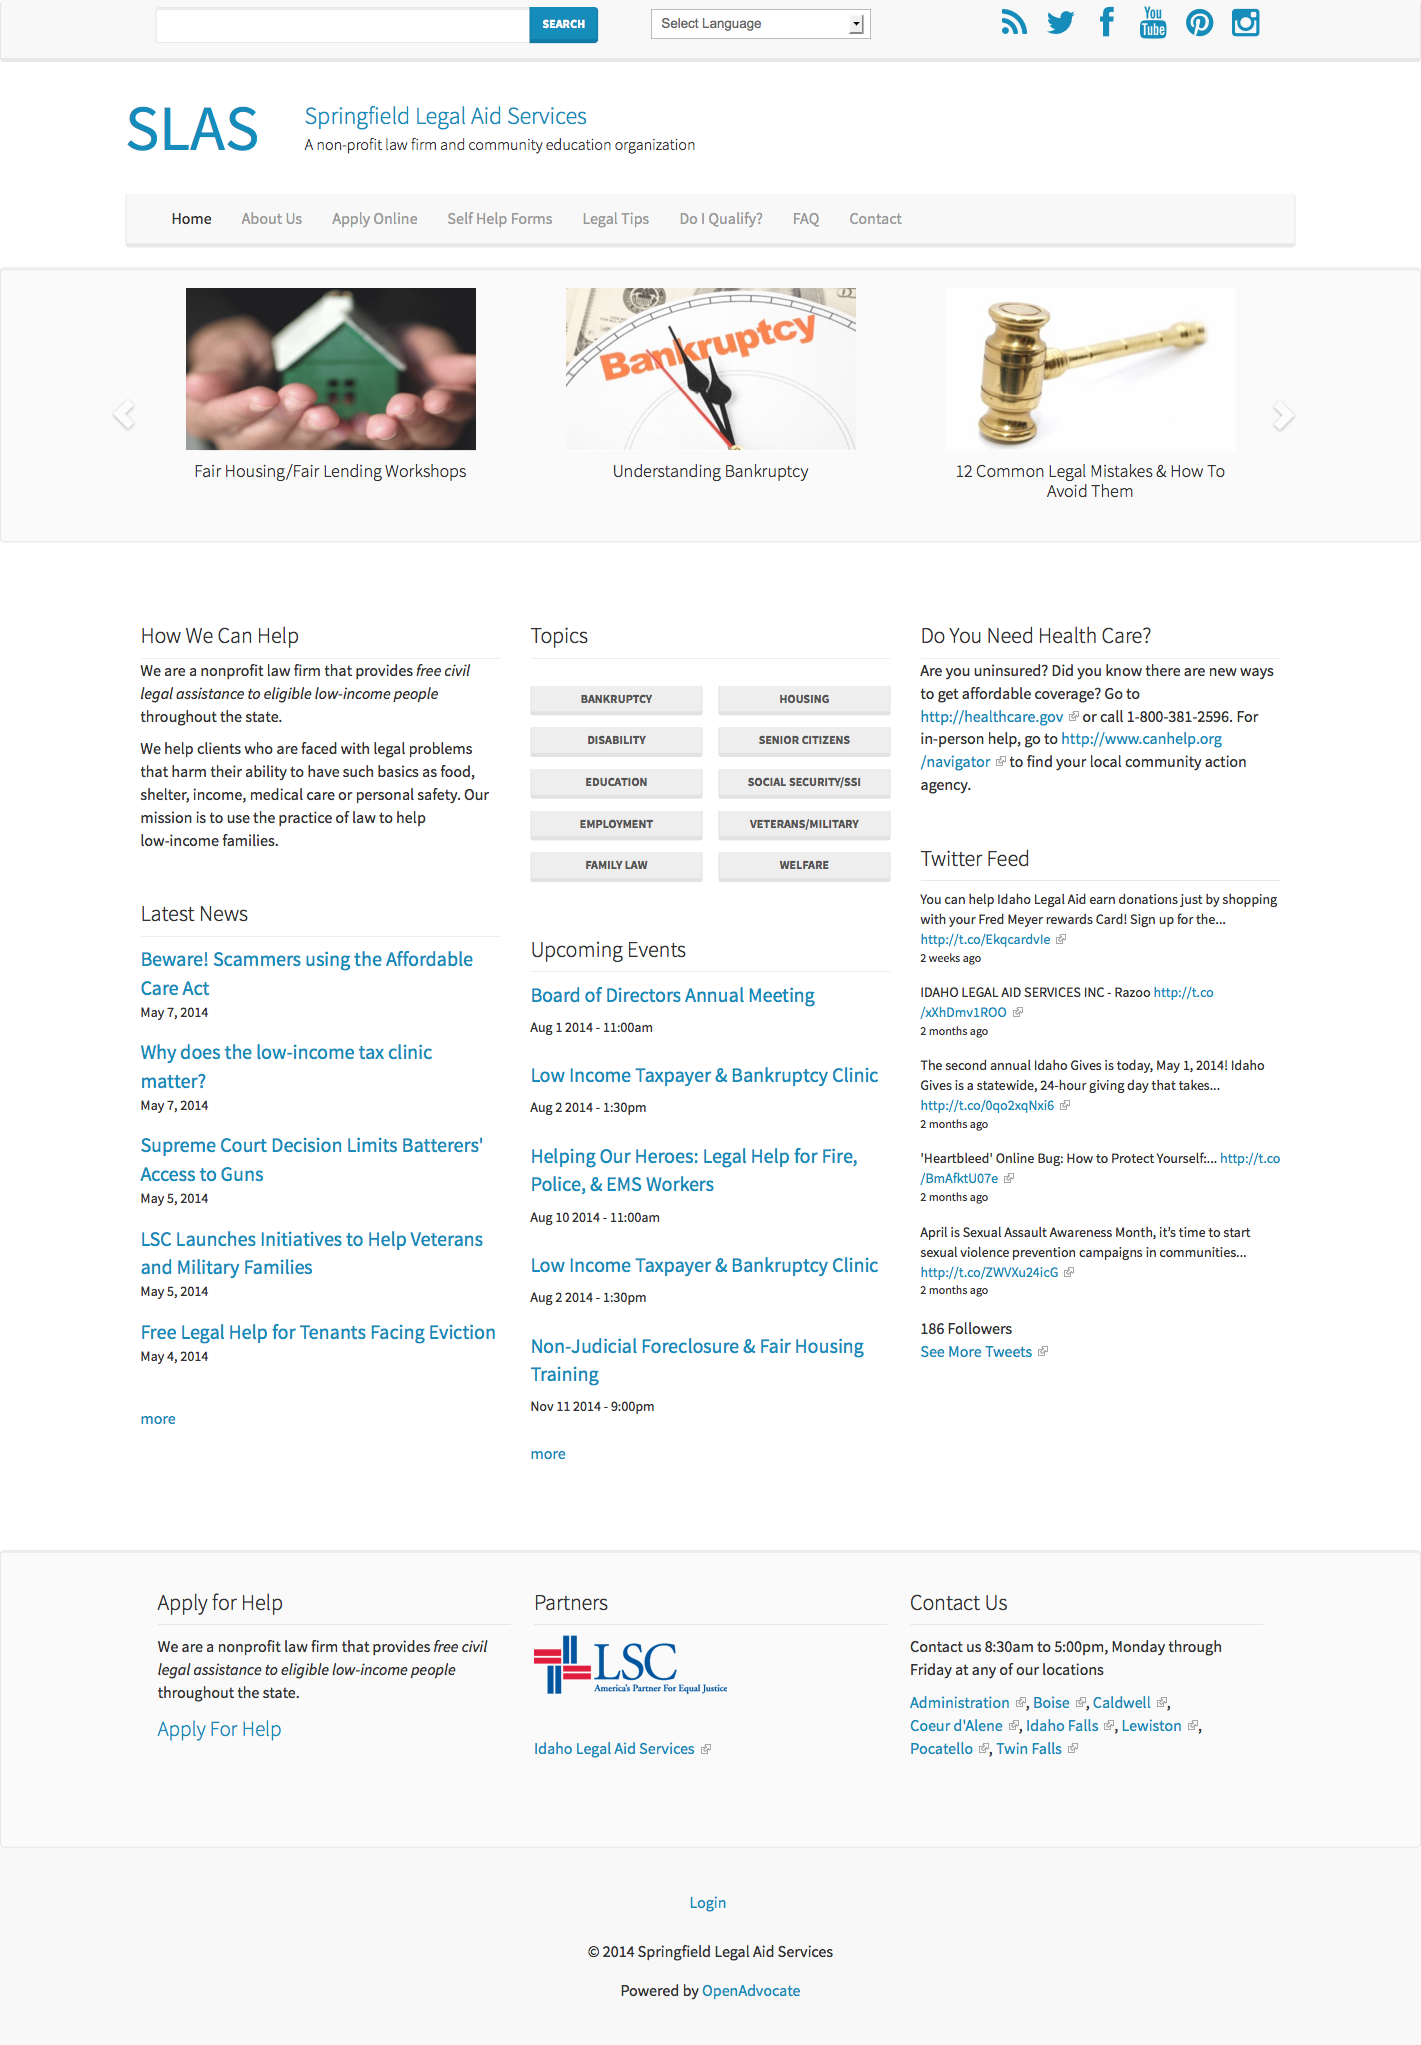 SEARCH
Select Language
You
Tube
SLAS
Springfield Legal Aid Services
A non-profit law firm and community education organization
Home About Us Apply Online Self Help Forms Legal Tips Do I Qualify? FAQ Contact
Bankruptcy
Fair Housing/Fair Lending Workshops
Understanding Bankruptcy
12 Common Legal Mistakes & How To
Avoid Them
How We Can Help
We are a nonprofit law firm that provides free civil
legal assistance to eligible low-income people
throughout the state.
We help clients who are faced with legal problems
that harm their ability to have such basics as food,
shelter, income, medical care or personal safety. Our
mission is to use the practice of law to help
low-income families.
Latest News
Beware! Scammers using the Affordable
Care Act
May 7, 2014
Why does the low-income tax clinic
matter?
May 7, 2014
Supreme Court Decision Limits Batterers'
Access to Guns
May 5, 2014
LSC Launches Initiatives to Help Veterans
and Military Families
May 5, 2014
Free Legal Help for Tenants Facing Eviction
May 4, 2014
more
Topics
BANKRUPTCY HOUSING
DISABILITY SENIOR CITIZENS
EDUCATION SOCIAL SECURITY/SSI
EMPLOYMENT VETERANS/MILITARY
FAMILY LAW WELFARE
Upcoming Events
Board of Directors Annual Meeting
Aug 1 2014 - 11:00am
Low Income Taxpayer & Bankruptcy Clinic
Aug 2 2014 - 1:30pm
Helping Our Heroes: Legal Help for Fire,
Police, & EMS Workers
Aug 10 2014 - 11:00am
Low Income Taxpayer & Bankruptcy Clinic
Aug 2 2014 - 1:30pm
Non-Judicial Foreclosure & Fair Housing
Training
Nov 11 2014 - 9:00pm
more
Do You Need Health Care?
Are you uninsured? Did you know there are new ways
to get affordable coverage? Go to
http://healthcare.gov or call 1-800-381-2596. For
in-person help, go to http://www.canhelp.org
/navigator to find your local community action
agency.
Twitter Feed
You can help Idaho Legal Aid earn donations just by shopping
with your Fred Meyer rewards Card! Sign up for the...
http://t.co/Ekqcardvle
2 weeks ago
IDAHO LEGAL AID SERVICES INC - Razoo http://t.co
/xXhDmv1ROO
2 months ago
The second annual Idaho Gives is today, May 1, 2014! Idaho
Gives is a statewide, 24-hour giving day that takes...
http://t.co/0qo2xqNxi6
2 months ago
'Heartbleed' Online Bug: How to Protect Yourself:... http://t.co
/BmAfktU07e
2 months ago
April is Sexual Assault Awareness Month, it's time to start
sexual violence prevention campaigns in communities...
http://t.co/ZWVXu24icG
2 months ago
186 Followers
See More Tweets
Apply for Help
We are a nonprofit law firm that provides free civil
legal assistance to eligible low-income people
throughout the state.
Apply For Help
Partners
LSC
America's Partner For Equal Justice
Idaho Legal Aid Services
Contact Us
Contact us 8:30am to 5:00pm, Monday through
Friday at any of our locations
Administration , Boise , Caldwell ,
Coeur d'Alene , Idaho Falls , Lewiston ,
Pocatello , Twin Falls
Login
© 2014 Springfield Legal Aid Services
Powered by OpenAdvocate